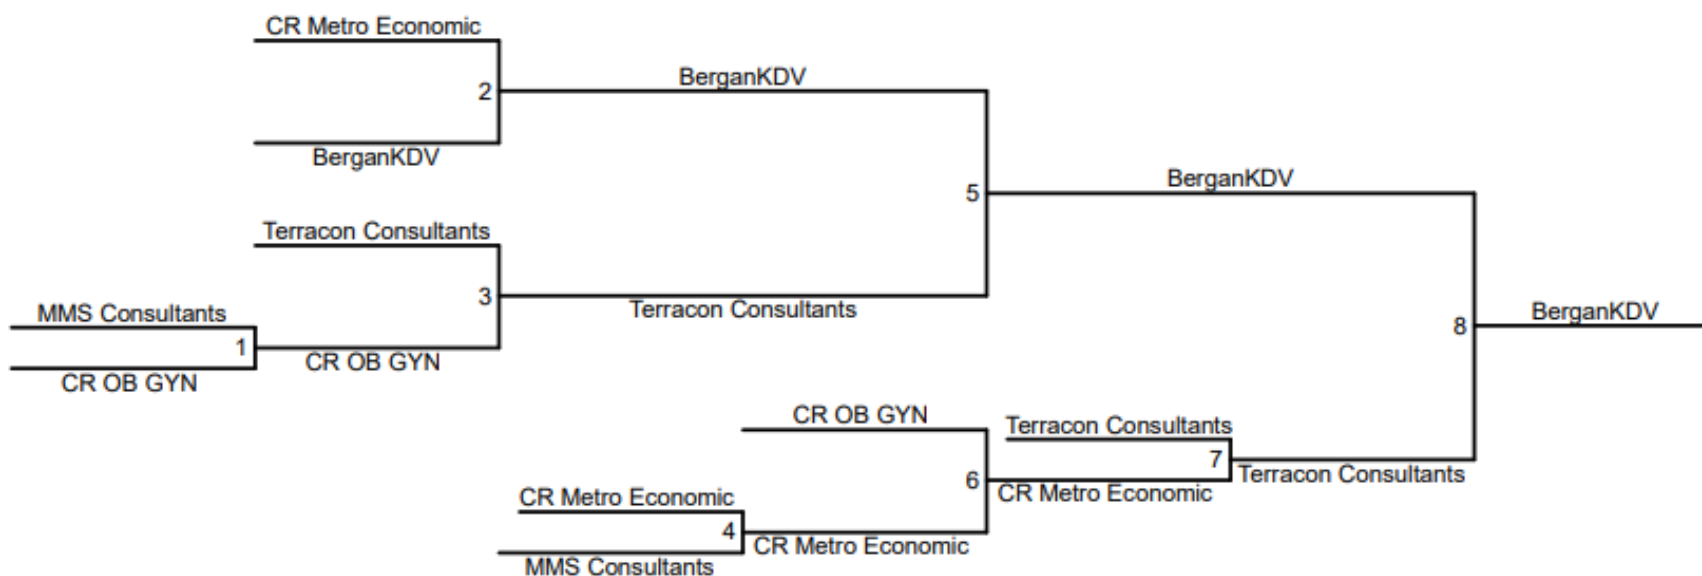 CR Metro Economic
2
BerganKDV
BerganKDV
5
BerganKDV
Terracon Consultants
3
Terracon Consultants
MMS Consultants
1
CR OB GYN
CR OB GYN
8
BerganKDV
CR OB GYN
6
Terracon Consultants
7
Terracon Consultants
CR Metro Economic
CR Metro Economic
4
CR Metro Economic
MMS Consultants